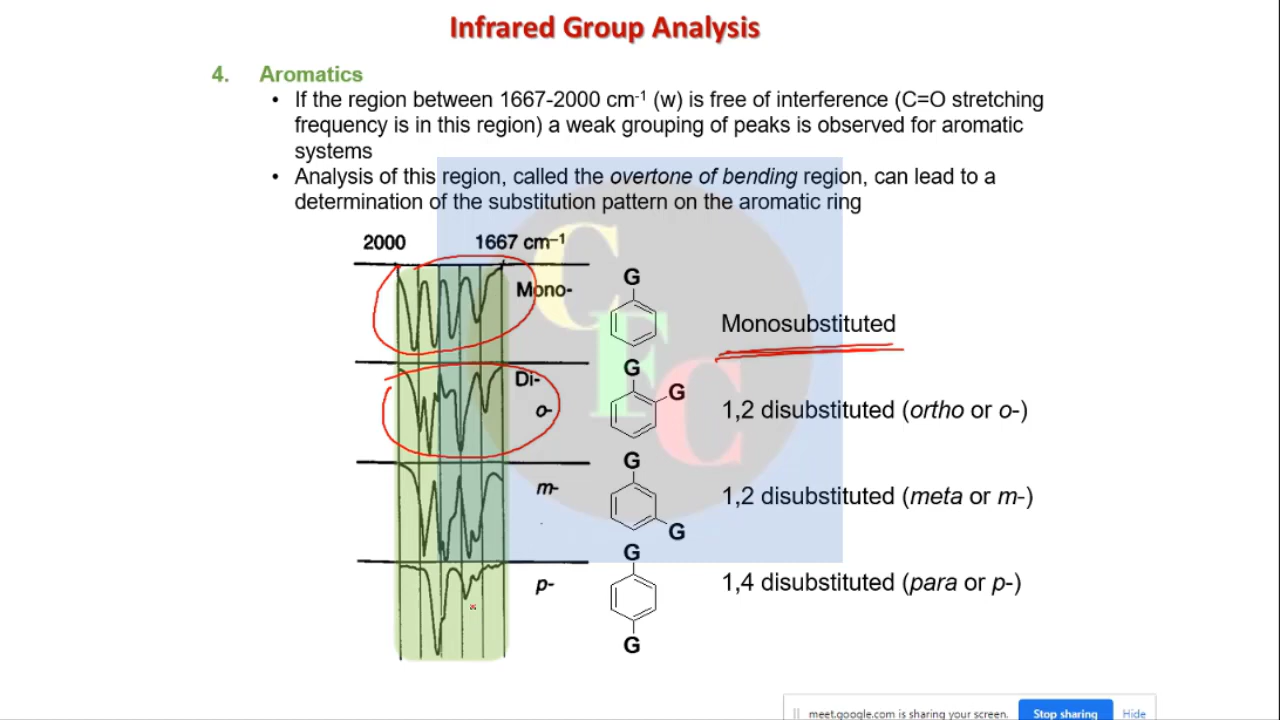 Infrared Group Analysis
4. Aromatics
• If the region between 1667-2000 cm⁻¹ (w) is free of interference (C=O stretching
frequency is in this region) a weak grouping of peaks is observed for aromatic
systems
• Analysis of this region, called the overtone of bending region, can lead to a
determination of the substitution pattern on the aromatic ring
2000 1667 cm⁻¹
Mono-
G
Monosubstituted
Di-
o-
G
G
1,2 disubstituted (ortho or o-)
m-
G
G
1,2 disubstituted (meta or m-)
p-
G
G
1,4 disubstituted (para or p-)
C
F
C
meet.google.com is sharing your screen. Stop sharing Hide